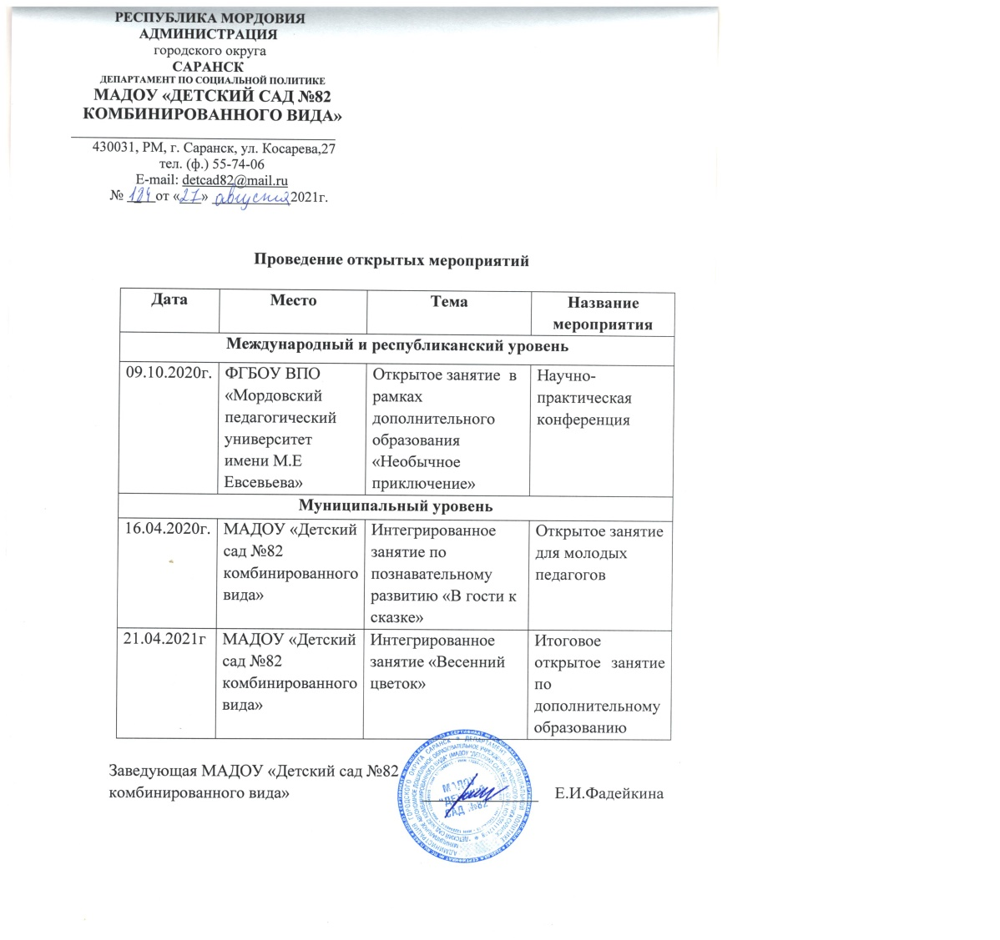 РЕСПУБЛИКА МОРДОВИЯ
АДМИНИСТРАЦИЯ
городского округа
САРАНСК
ДЕПАРТАМЕНТ ПО СОЦИАЛЬНОЙ ПОЛИТИКЕ
МАДОУ «ДЕТСКИЙ САД №82
КОМБИНИРОВАННОГО ВИДА»
430031, РМ, г. Саранск, ул. Косарева,27
тел. (ф.) 55-74-06
E-mail: detcad82@mail.ru
№ 184 от «27» августа 2021г.
Проведение открытых мероприятий
Дата
Место
Тема
Название
мероприятия
Международный и республиканский уровень
09.10.2020г.
ФГБОУ ВПО
«Мордовский
педагогический
университет
имени М.Е
Евсевьева»
Открытое занятие в
рамках
дополнительного
образования
«Необычное
приключение»
Научно-
практическая
конференция
Муниципальный уровень
16.04.2020г.
МАДОУ «Детский
сад №82
комбинированного
вида»
Интегрированное
занятие по
познавательному
развитию «В гости к
сказке»
Открытое занятие
для молодых
педагогов
21.04.2021г
МАДОУ «Детский
сад №82
комбинированного
вида»
Интегрированное
занятие «Весенний
цветок»
Итоговое
открытое занятие
по
дополнительному
образованию
Заведующая МАДОУ «Детский сад №82
комбинированного вида»
Е.И.Фадейкина
МАДОУ
САД №82